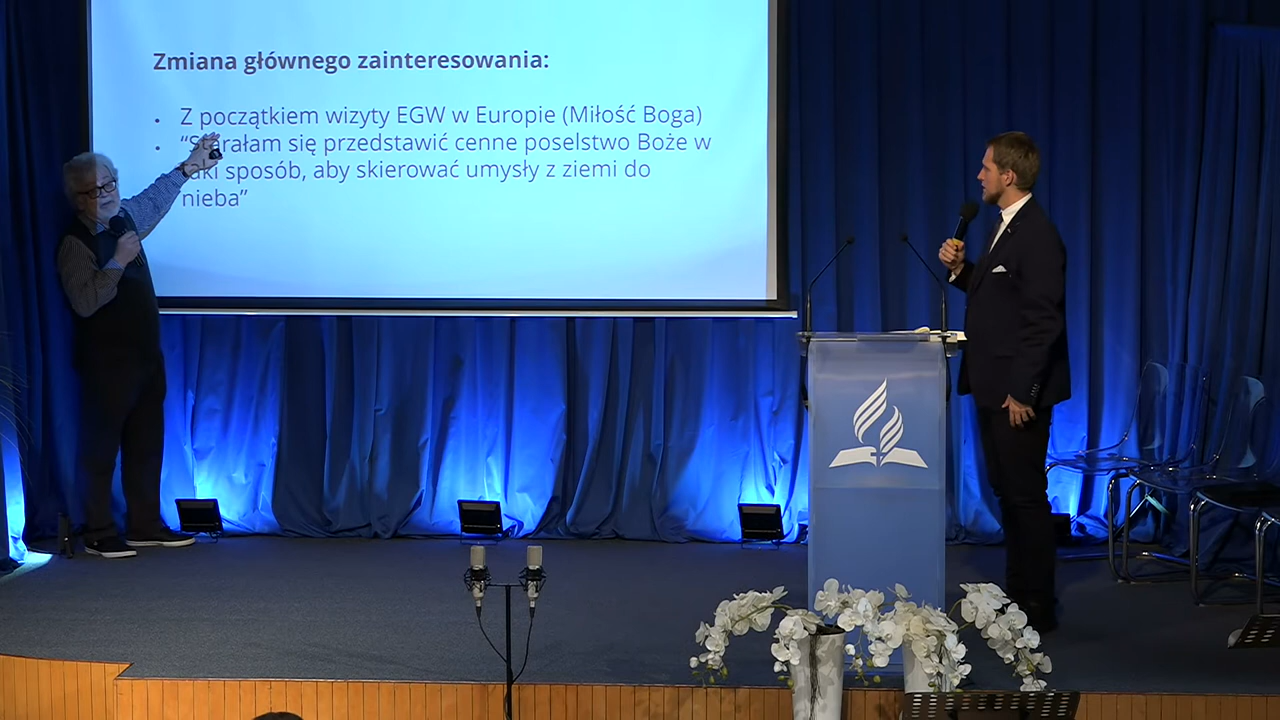 Zmiana głównego zainteresowania:
• Z początkiem wizyty EGW w Europie (Miłość Boga)
• “Starałam się przedstawić cenne poselstwo Boże w
taki sposób, aby skierować umysły z ziemi do
nieba”